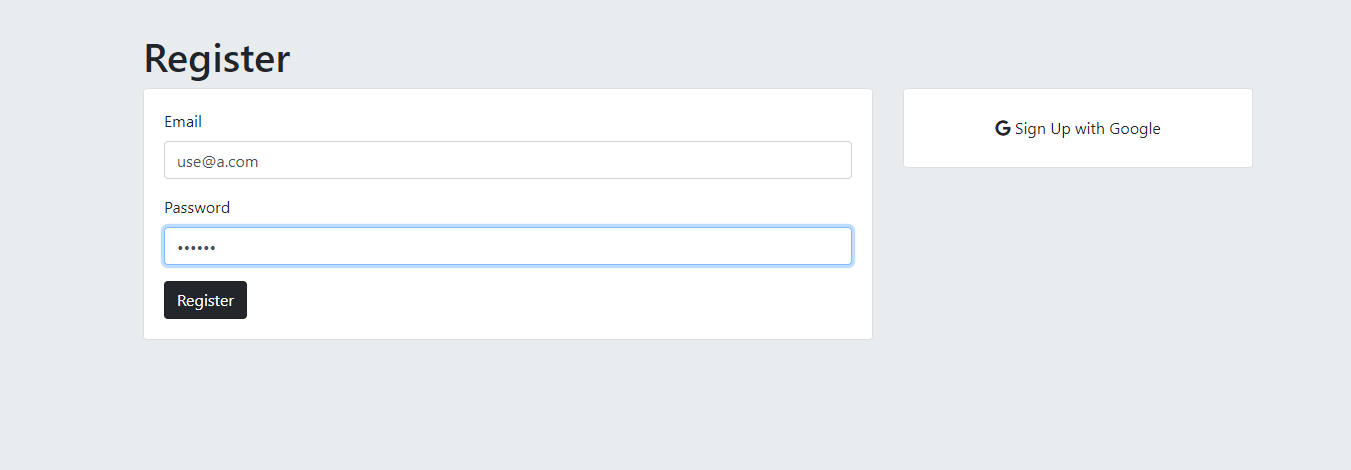 Register
Email
use@a.com
Password
••••••
Register
G Sign Up with Google